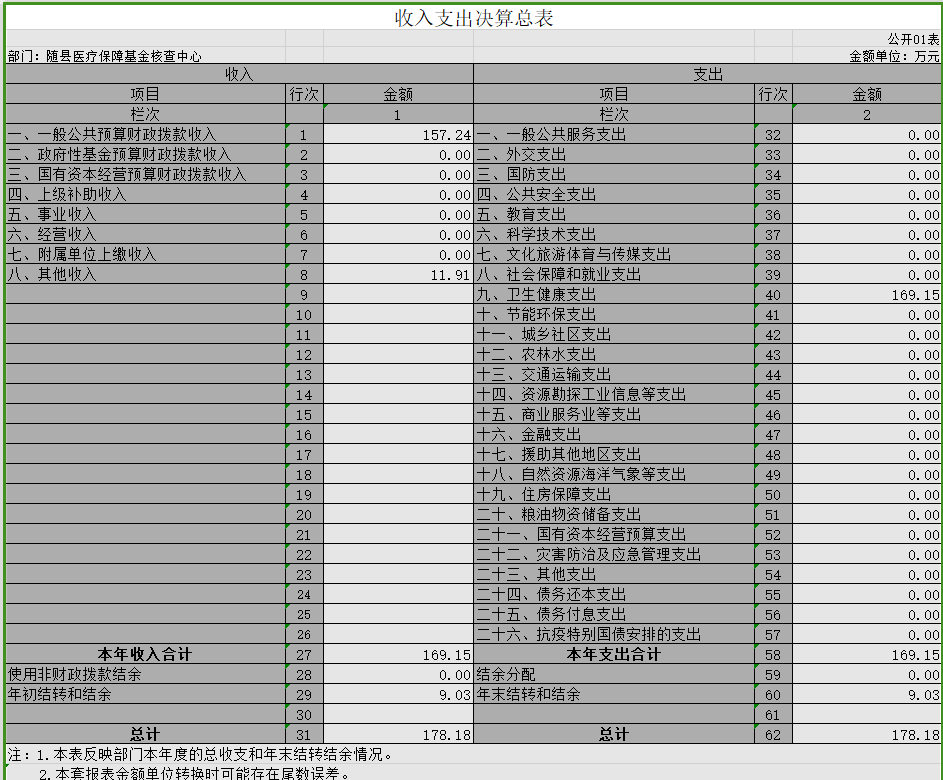 收入支出决算总表
公开01表
部门：随县医疗保障基金核查中心 金额单位：万元
收入 支出
项目 行次 金额 项目 行次 金额
栏次 1 栏次 2
一、一般公共预算财政拨款收入 1 157.24 一、一般公共服务支出 32 0.00
二、政府性基金预算财政拨款收入 2 0.00 二、外交支出 33 0.00
三、国有资本经营预算财政拨款收入 3 0.00 三、国防支出 34 0.00
四、上级补助收入 4 0.00 四、公共安全支出 35 0.00
五、事业收入 5 0.00 五、教育支出 36 0.00
六、经营收入 6 0.00 六、科学技术支出 37 0.00
七、附属单位上缴收入 7 0.00 七、文化旅游体育与传媒支出 38 0.00
八、其他收入 8 11.91 八、社会保障和就业支出 39 0.00
9 九、卫生健康支出 40 169.15
10 十、节能环保支出 41 0.00
11 十一、城乡社区支出 42 0.00
12 十二、农林水支出 43 0.00
13 十三、交通运输支出 44 0.00
14 十四、资源勘探工业信息等支出 45 0.00
15 十五、商业服务业等支出 46 0.00
16 十六、金融支出 47 0.00
17 十七、援助其他地区支出 48 0.00
18 十八、自然资源海洋气象等支出 49 0.00
19 十九、住房保障支出 50 0.00
20 二十、粮油物资储备支出 51 0.00
21 二十一、国有资本经营预算支出 52 0.00
22 二十二、灾害防治及应急管理支出 53 0.00
23 二十三、其他支出 54 0.00
24 二十四、债务还本支出 55 0.00
25 二十五、债务付息支出 56 0.00
26 二十六、抗疫特别国债安排的支出 57 0.00
本年收入合计 27 169.15 本年支出合计 58 169.15
使用非财政拨款结余 28 0.00 结余分配 59 0.00
年初结转和结余 29 9.03 年末结转和结余 60 9.03
30 61
总计 31 178.18 总计 62 178.18
注：1.本表反映部门本年度的总收支和年末结转结余情况。
2.本套报表金额单位转换时可能存在尾数误差。